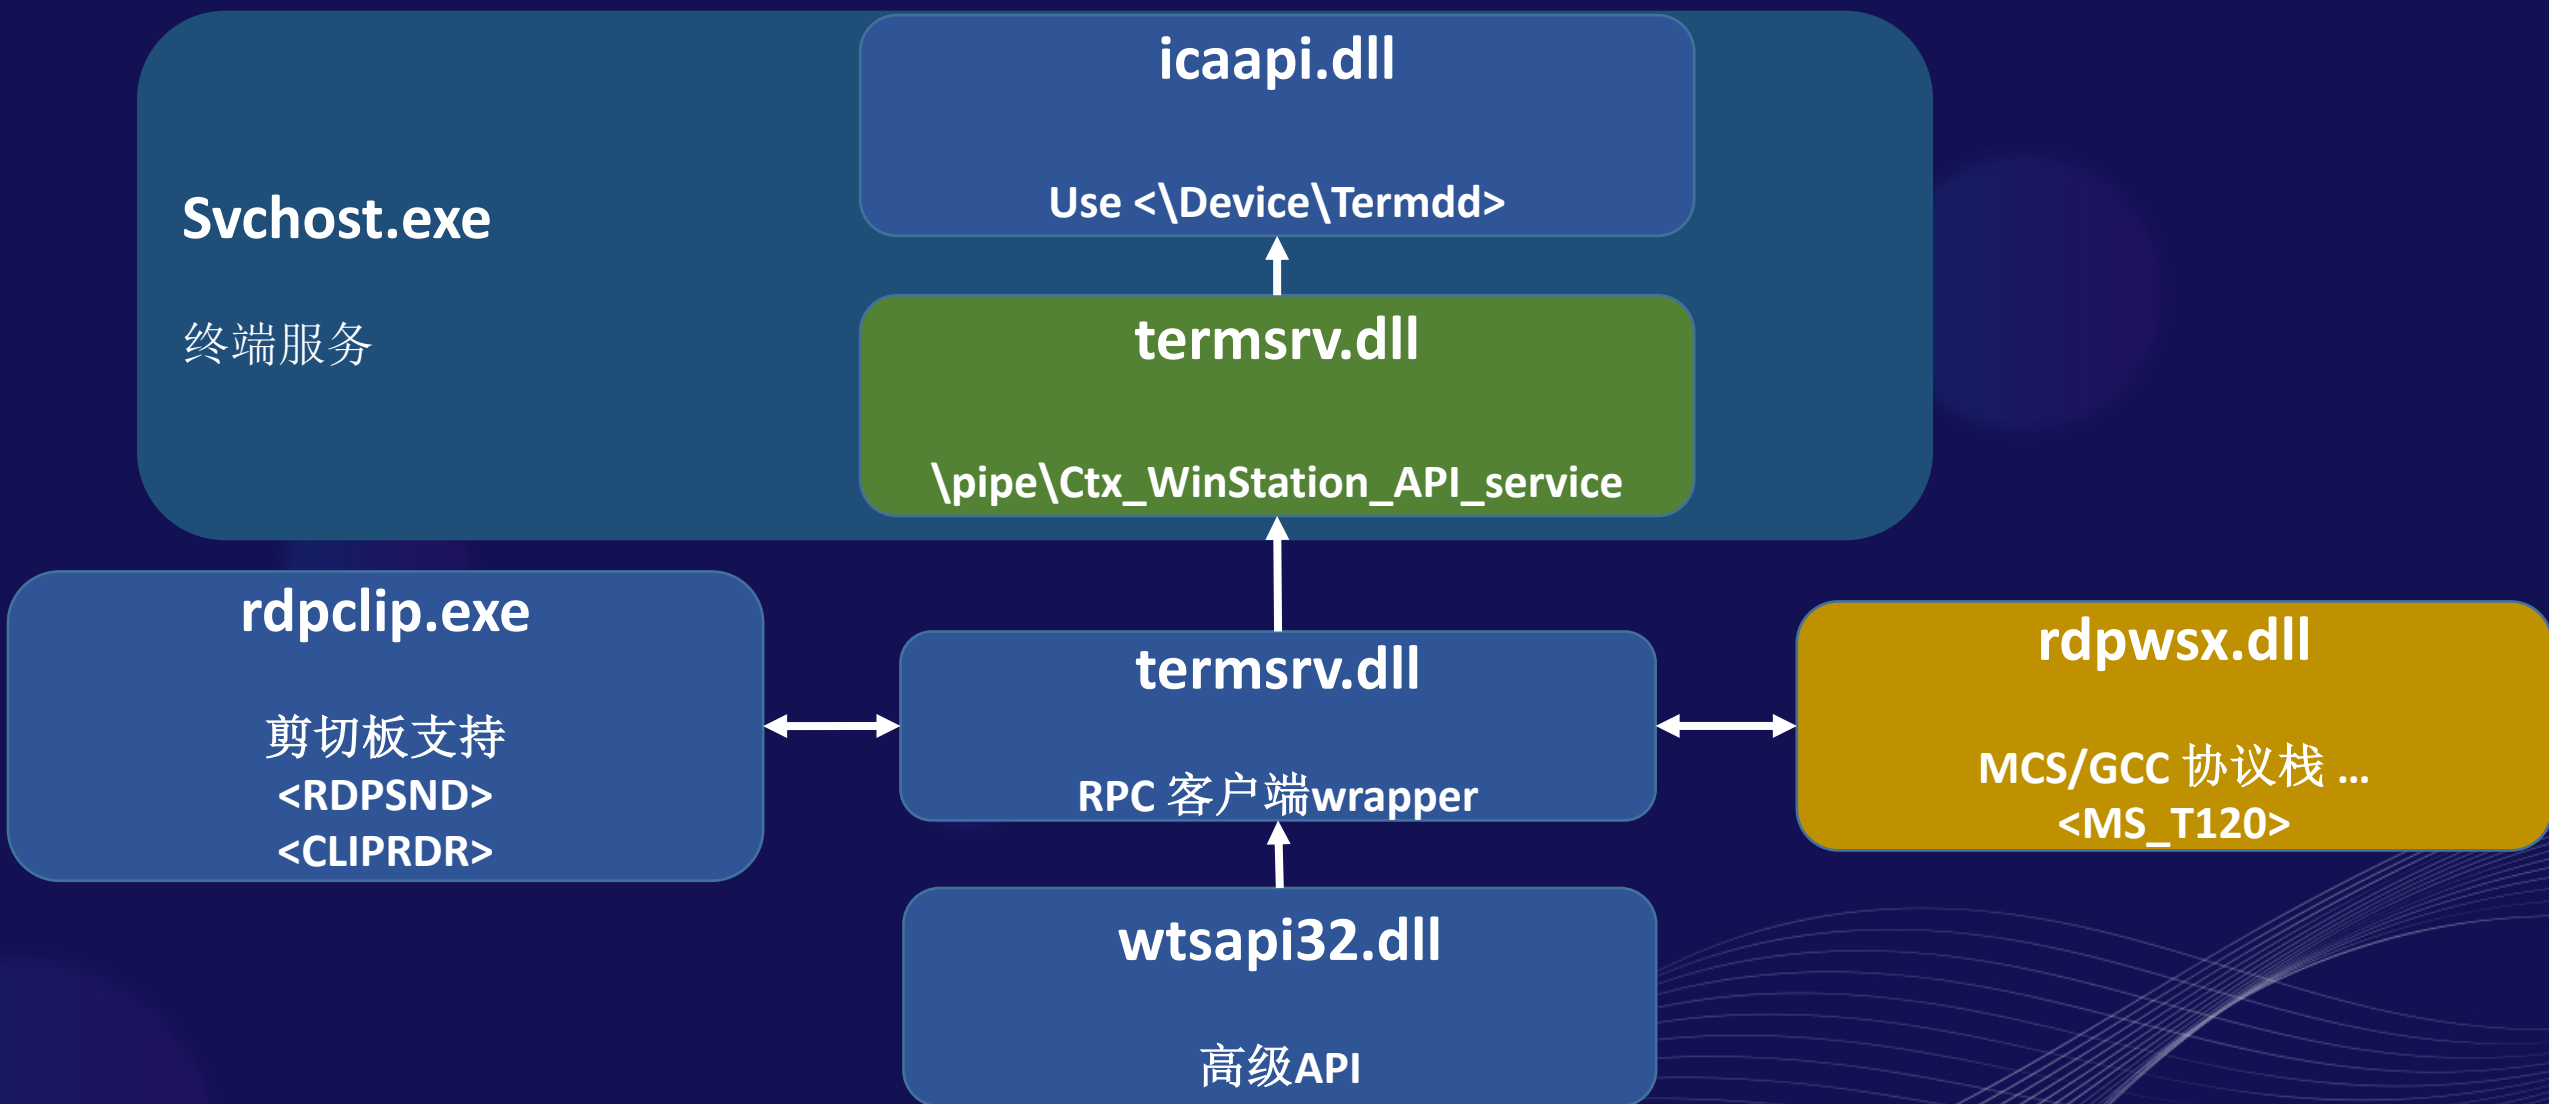 icaapi.dll
Use <\Device\Termdd>
Svchost.exe
终端服务
termsrv.dll
\pipe\Ctx_WinStation_API_service
rdpclip.exe
剪切板支持
<RDPSND>
<CLIPRDR>
termsrv.dll
RPC 客户端wrapper
rdpwsx.dll
MCS/GCC 协议栈 ...
<MS_T120>
wtsapi32.dll
高级API